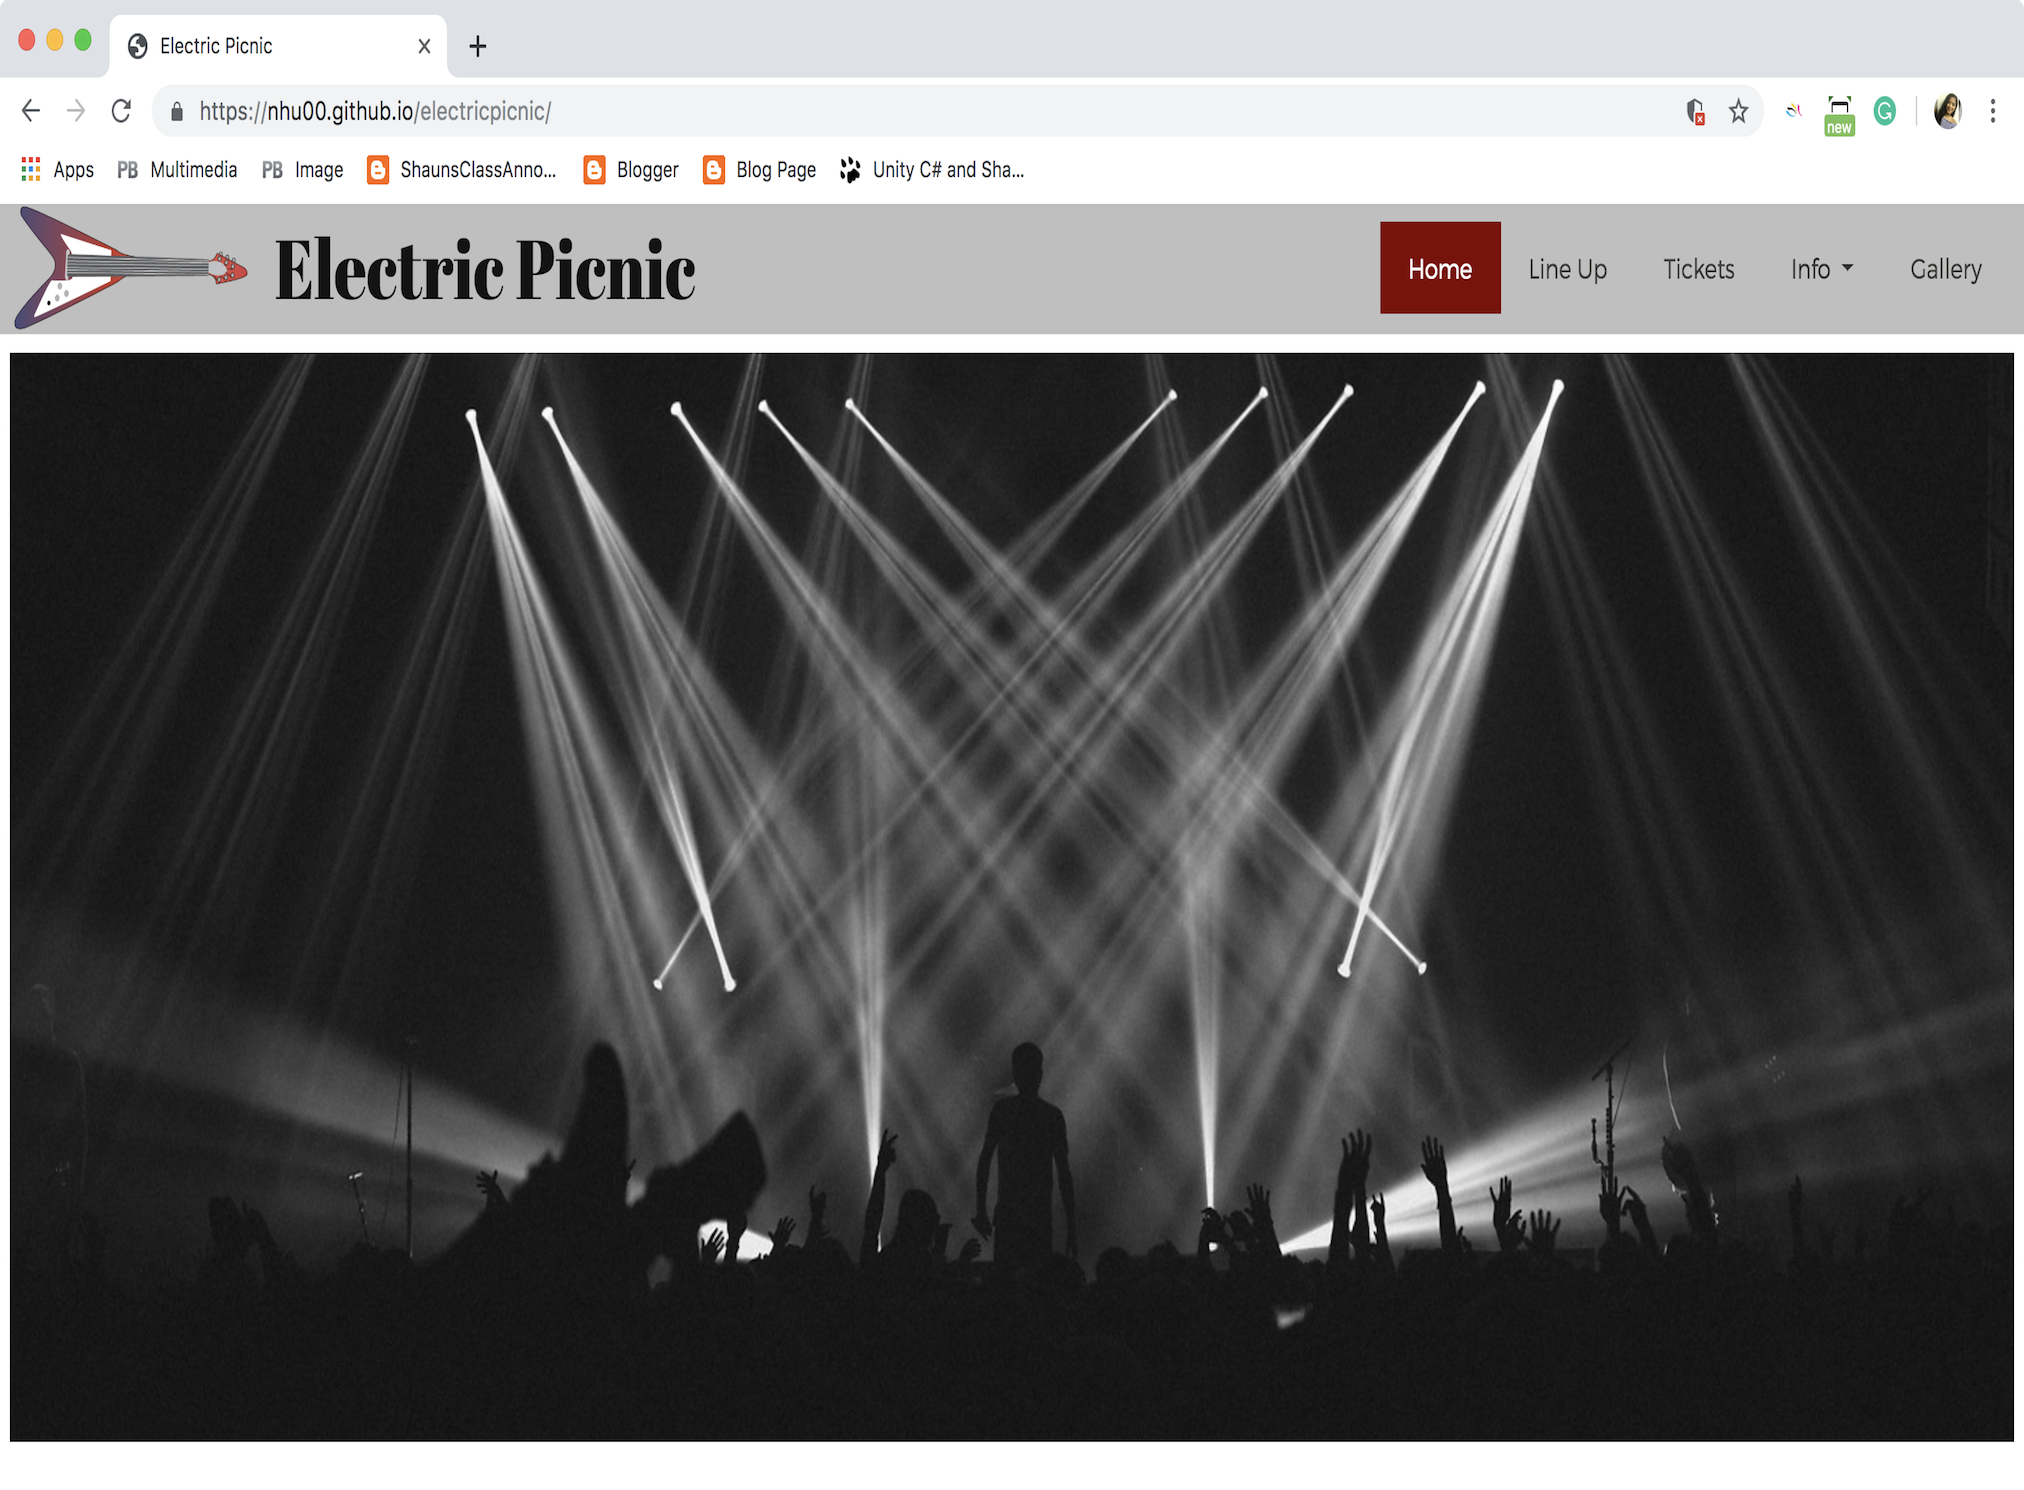 Electric Picnic
https://nhu00.github.io/electricpicnic/
new
G
Apps PB Multimedia PB Image ShaunsClassAnno... Blogger Blog Page Unity C# and Sha...
Electric Picnic Home Line Up Tickets Info Gallery